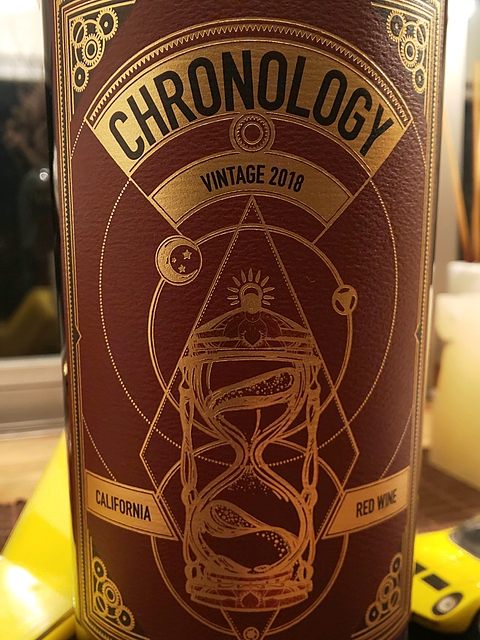 CHRONOLOGY
VINTAGE 2018
CALIFORNIA
RED WINE